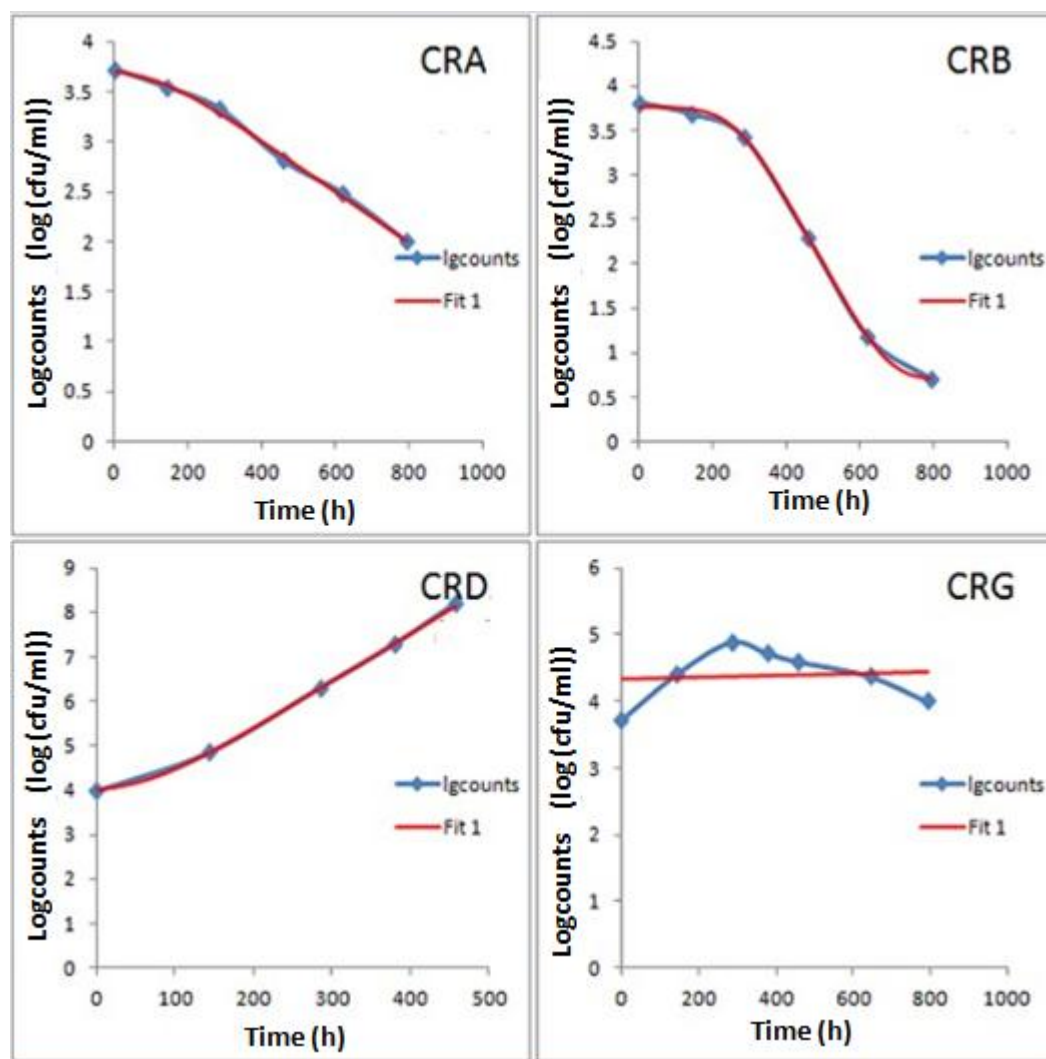 CRA
Logcounts (log (cfu/ml))
4
3.5
3
2.5
2
1.5
1
0.5
0
0 200 400 600 800 1000
Time (h)
lgcounts
Fit 1
CRB
Logcounts (log (cfu/ml))
4.5
4
3.5
3
2.5
2
1.5
1
0.5
0
0 200 400 600 800 1000
Time (h)
lgcounts
Fit 1
CRD
Logcounts (log (cfu/ml))
9
8
7
6
5
4
3
2
1
0
0 100 200 300 400 500
Time (h)
lgcounts
Fit 1
CRG
Logcounts (log (cfu/ml))
6
5
4
3
2
1
0
0 200 400 600 800 1000
Time (h)
lgcounts
Fit 1